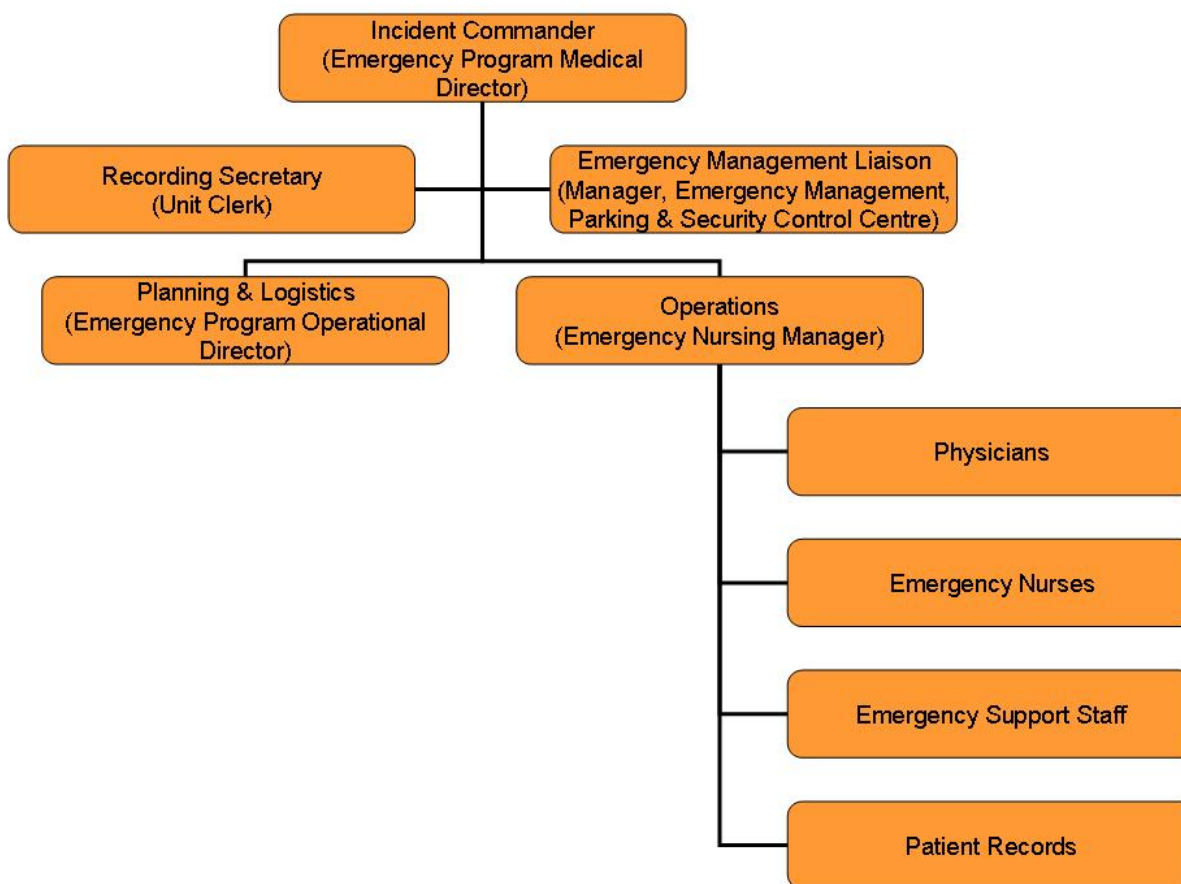 Incident Commander
(Emergency Program Medical
Director)
Recording Secretary
(Unit Clerk)
Emergency Management Liaison
(Manager, Emergency Management,
Parking & Security Control Centre)
Planning & Logistics
(Emergency Program Operational
Director)
Operations
(Emergency Nursing Manager)
Physicians
Emergency Nurses
Emergency Support Staff
Patient Records